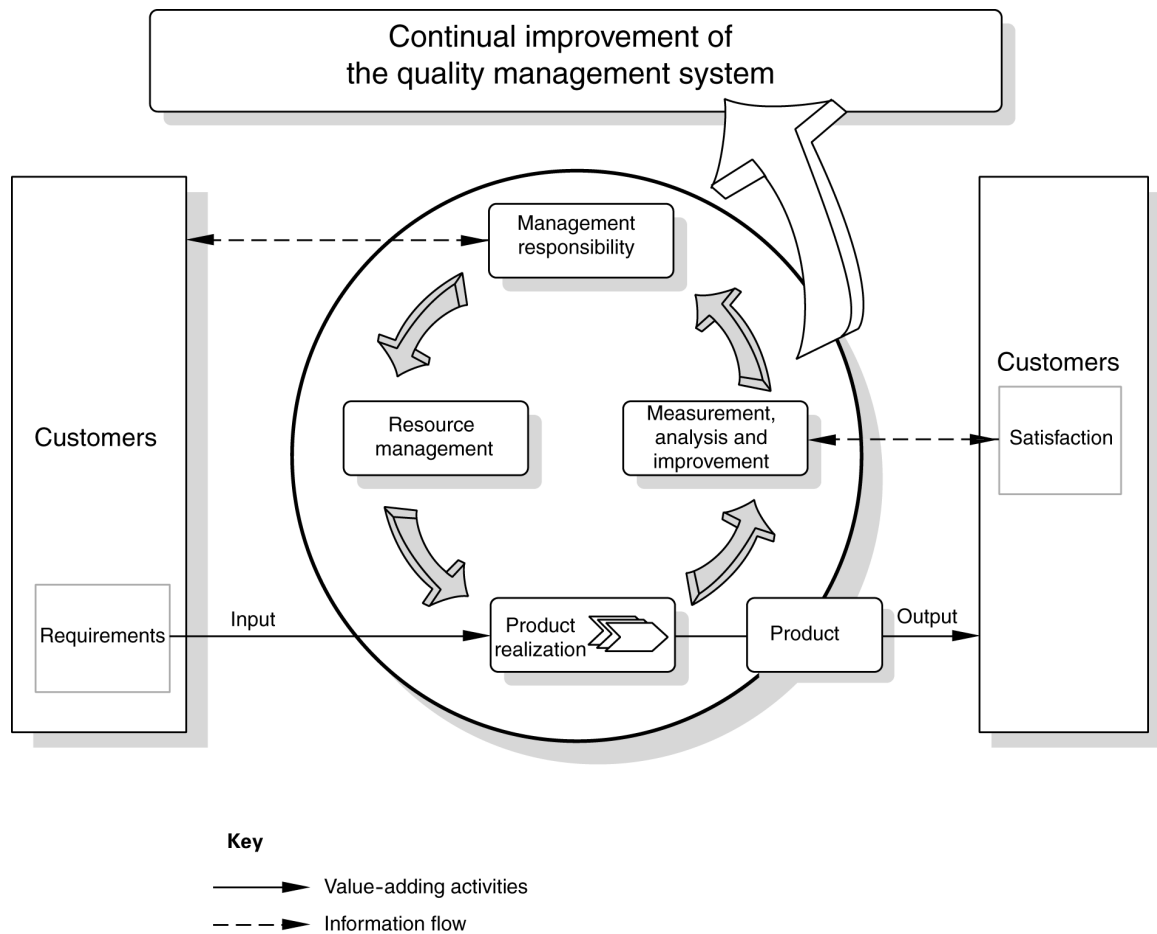 Continual improvement of
the quality management system
Management
responsibility
Customers
Resource
management
Measurement,
analysis and
improvement
Customers
Satisfaction
Requirements
Input
Product
realization
Product
Output
Key
Value-adding activities
Information flow